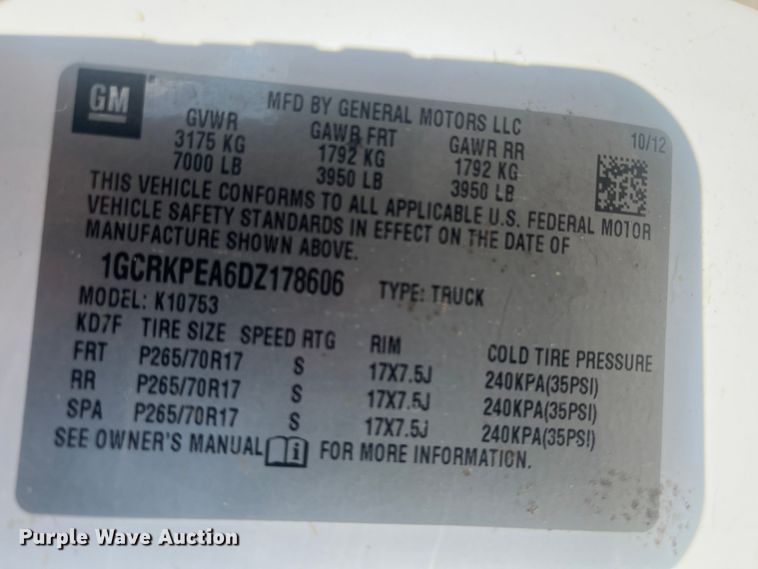 GM
MFD BY GENERAL MOTORS LLC
10/12
GVWR GAWR FRT GAWR RR
3175 KG 1792 KG 1792 KG
7000 LB 3950 LB 3950 LB
THIS VEHICLE CONFORMS TO ALL APPLICABLE U.S. FEDERAL MOTOR
VEHICLE SAFETY STANDARDS IN EFFECT ON THE DATE OF
MANUFACTURE SHOWN ABOVE.
1GCRKPEA6DZ178606 TYPE: TRUCK
MODEL: K10753
KD7F TIRE SIZE SPEED RTG RIM COLD TIRE PRESSURE
FRT P265/70R17 S 17X7.5J 240KPA(35PSI)
RR P265/70R17 S 17X7.5J 240KPA(35PSI)
SPA P265/70R17 S 17X7.5J 240KPA(35PSI)
SEE OWNER'S MANUAL i FOR MORE INFORMATION.
Purple Wave Auction